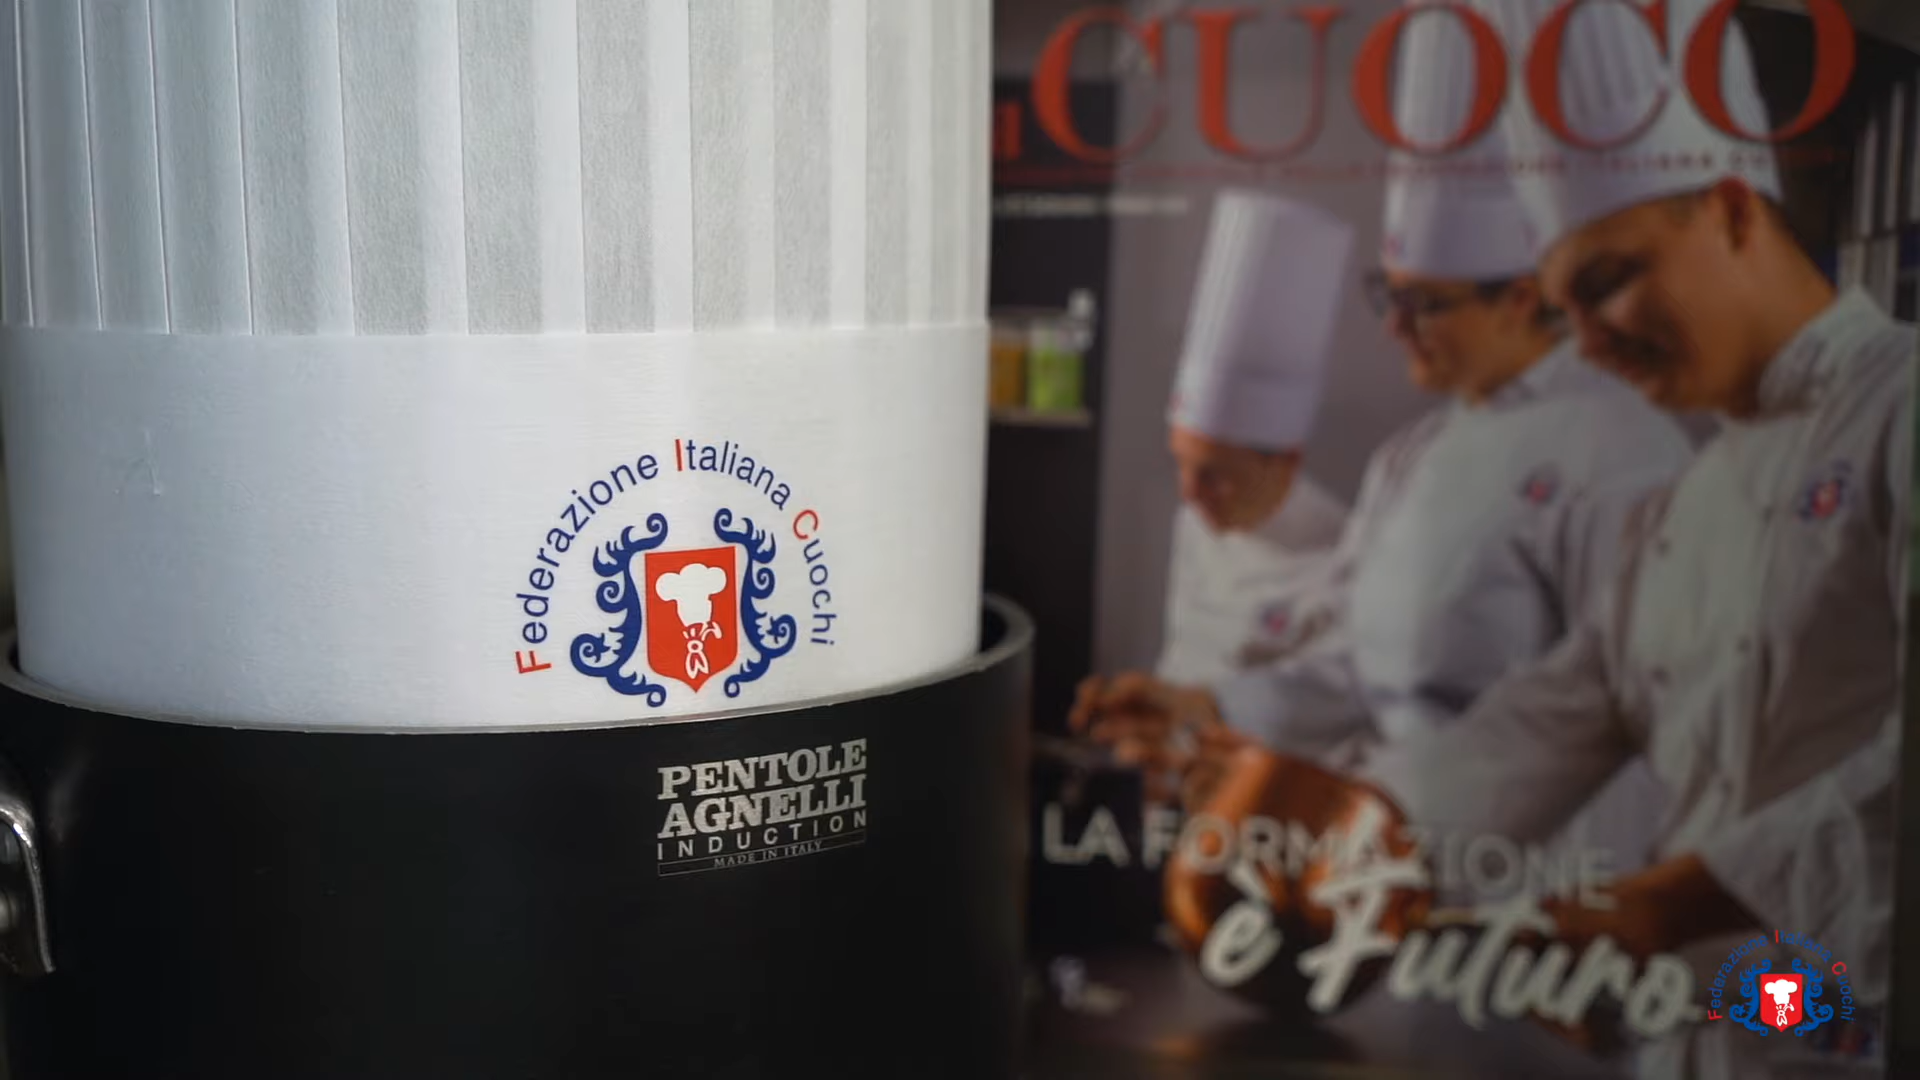 Federazione Italiana Cuochi
PENTOLE
AGNELLI
INDUCTION
MADE IN ITALY
CUOCO
LA FORMAZIONE
è Futuro
Federazione Italiana Cuochi